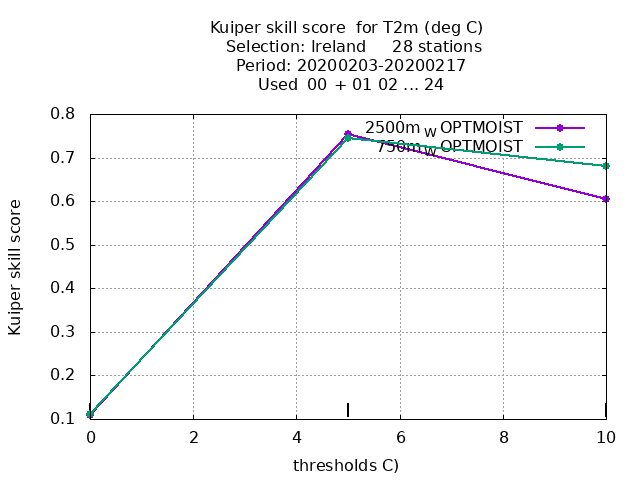 Kuiper skill score for T2m (deg C)
Selection: Ireland 28 stations
Period: 20200203-20200217
Used 00 + 01 02 ... 24
2500m W OPTMOIST
750m W OPTMOIST
0.8
0.7
0.6
0.5
0.4
0.3
0.2
0.1
Kuiper skill score
0 2 4 6 8 10
thresholds C)